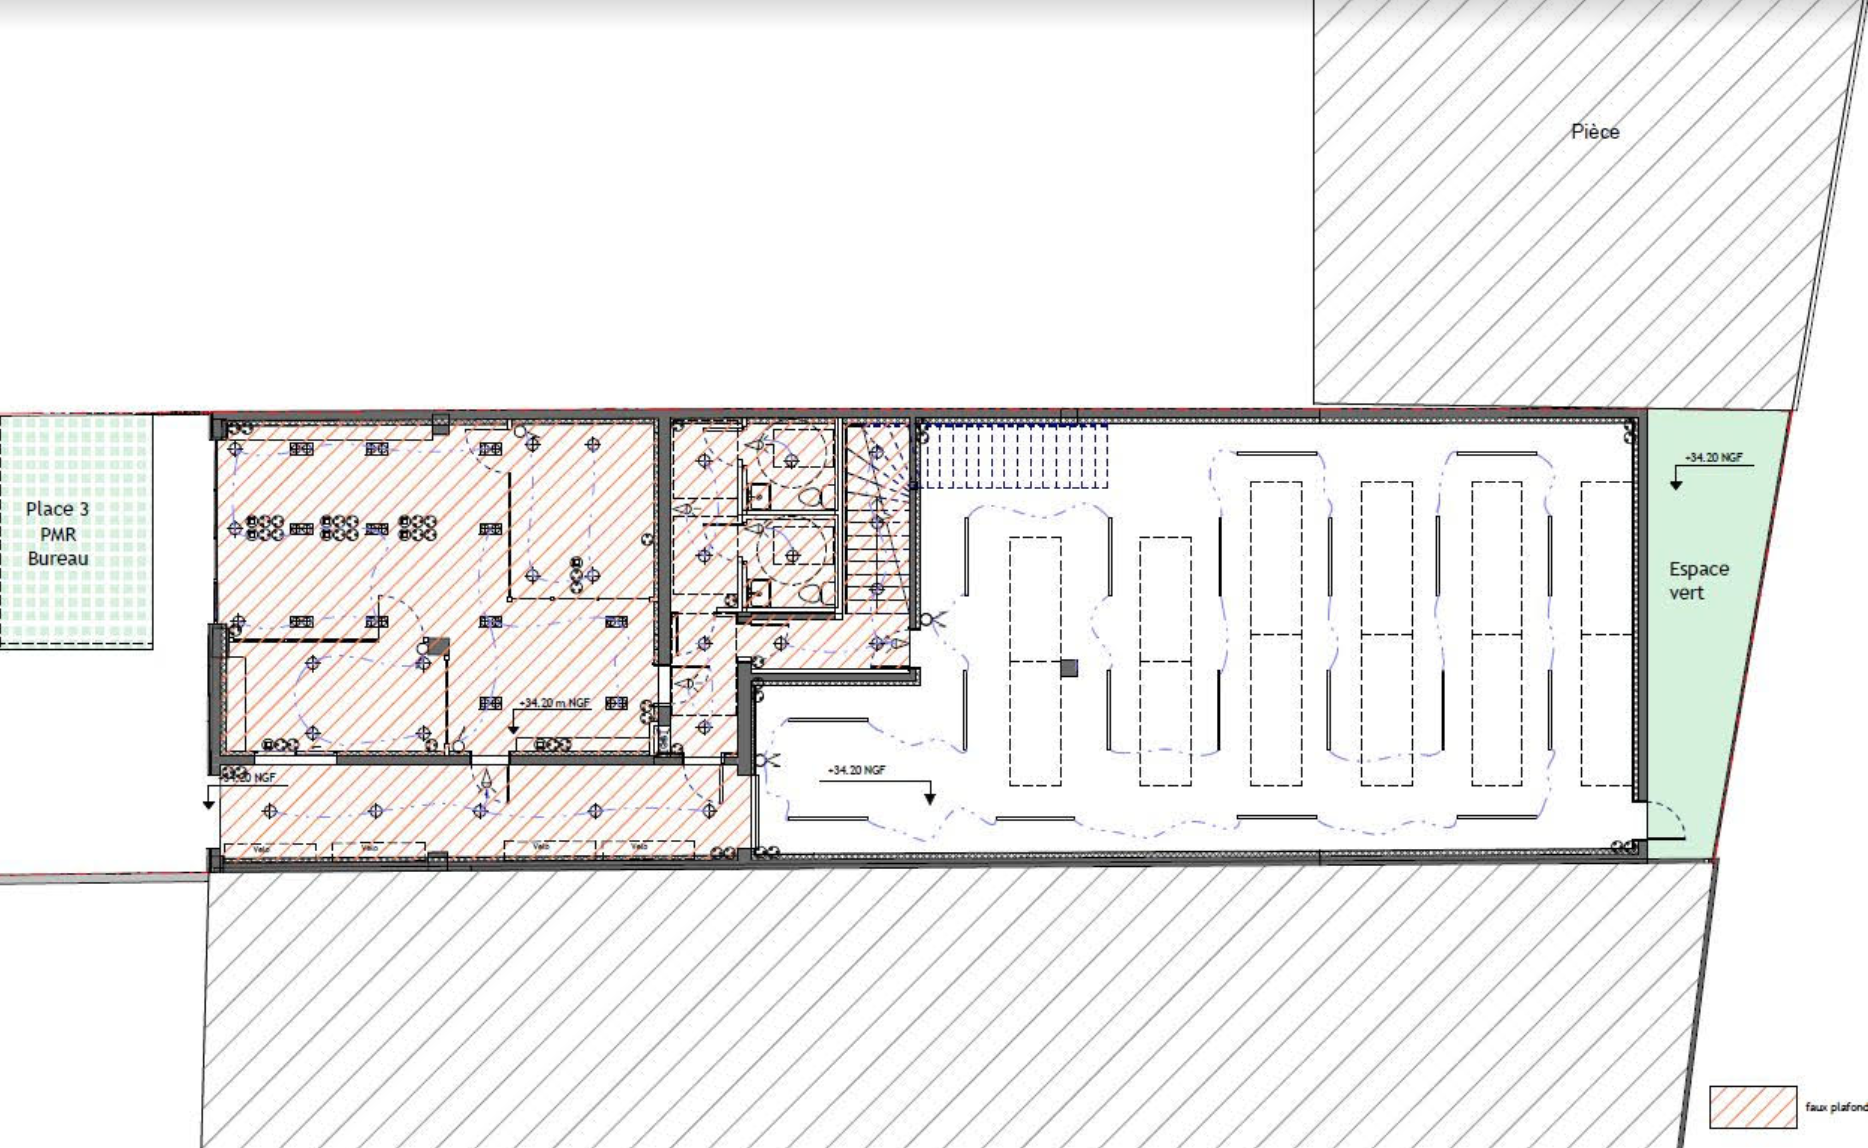 Pièce
+34.20 NGF
Place 3
PMR
Bureau
Espace
vert
+34.20 m NGF
+34.20 NGF
+34.20 NGF
Velo
Velo
Velo
Velo
faux plafond